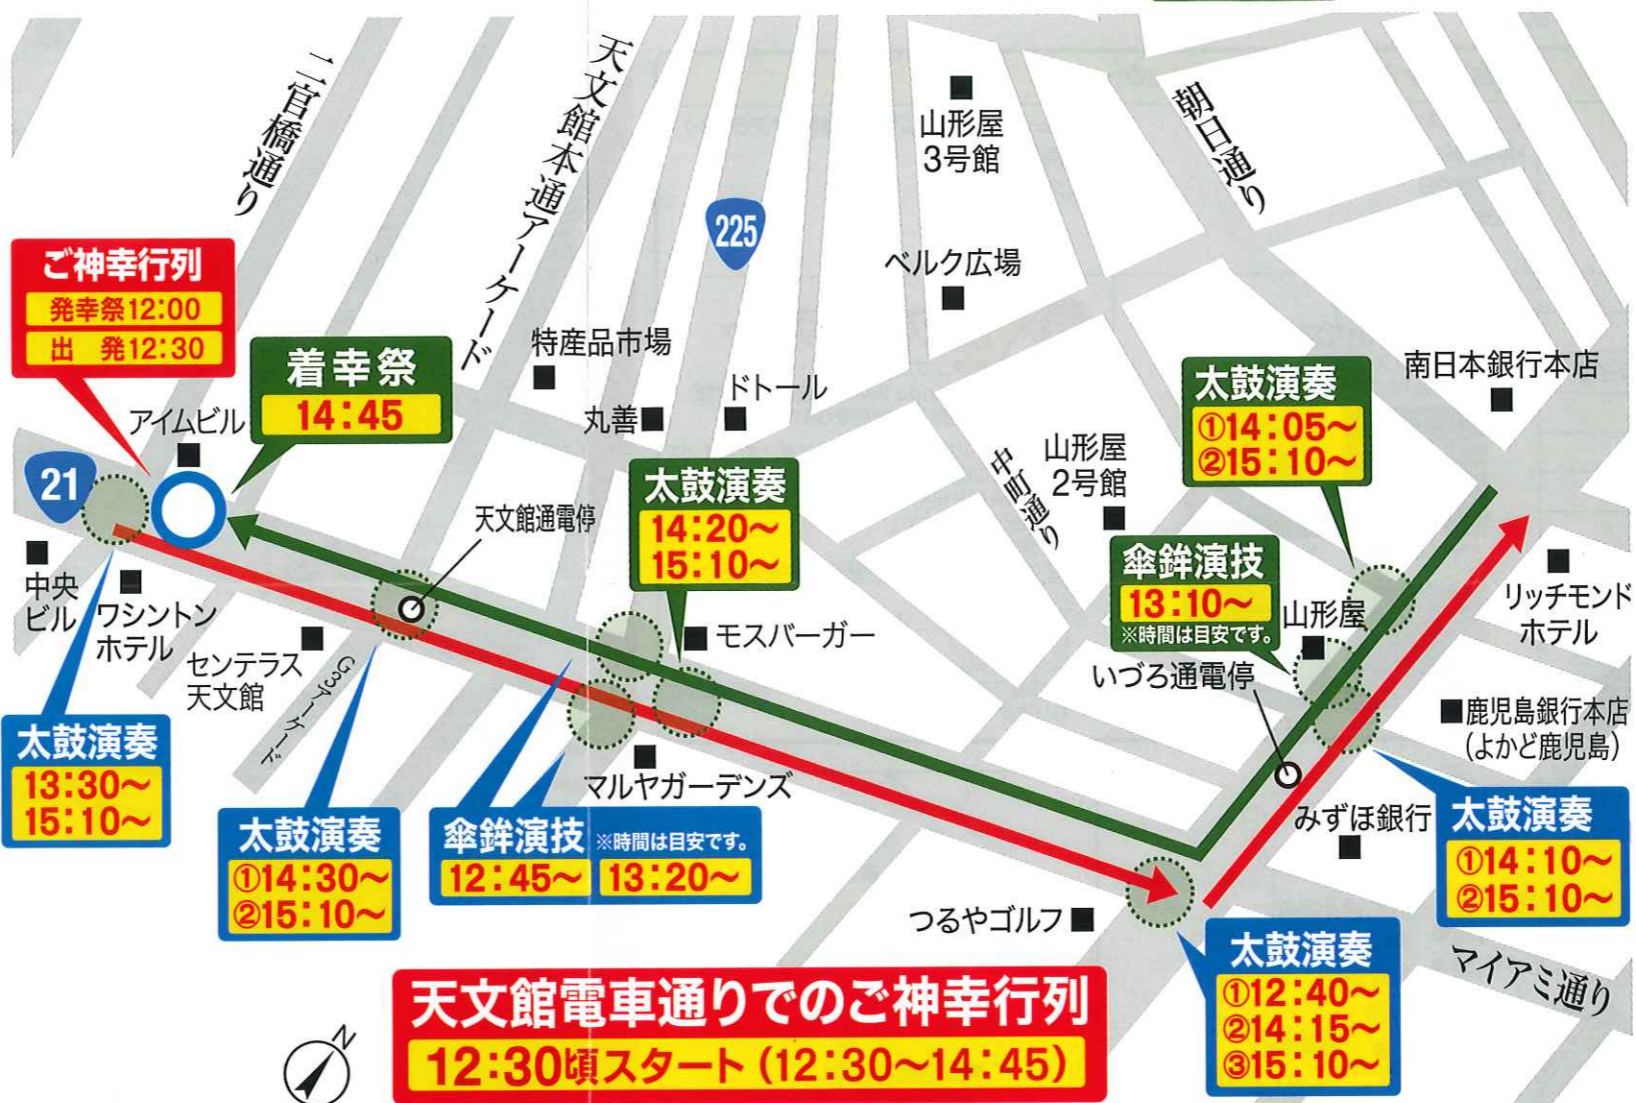 二官橋通り
天文館本通アーケード
225
山形屋
3号館
朝日通り
ベルク広場
ご神幸行列
発幸祭12:00
出 発12:30
着幸祭
14:45
アイムビル
特産品市場
丸善
ドトール
南日本銀行本店
太鼓演奏
①14:05〜
②15:10〜
中町通り
山形屋
2号館
21
天文館通電停
太鼓演奏
14:20〜
15:10〜
傘鉾演技
13:10〜
※時間は目安です。
山形屋
いづろ通電停
リッチモンド
ホテル
中央
ビル
ワシントン
ホテル
センテラス
天文館
G3アーケード
モスバーガー
マルヤガーデンズ
鹿児島銀行本店
(よかど鹿児島)
みずほ銀行
太鼓演奏
13:30〜
15:10〜
太鼓演奏
①14:30〜
②15:10〜
傘鉾演技 ※時間は目安です。
12:45〜 13:20〜
太鼓演奏
①14:10〜
②15:10〜
つるやゴルフ
太鼓演奏
①12:40〜
②14:15〜
③15:10〜
マイアミ通り
天文館電車通りでのご神幸行列
12:30頃スタート(12:30〜14:45)
N